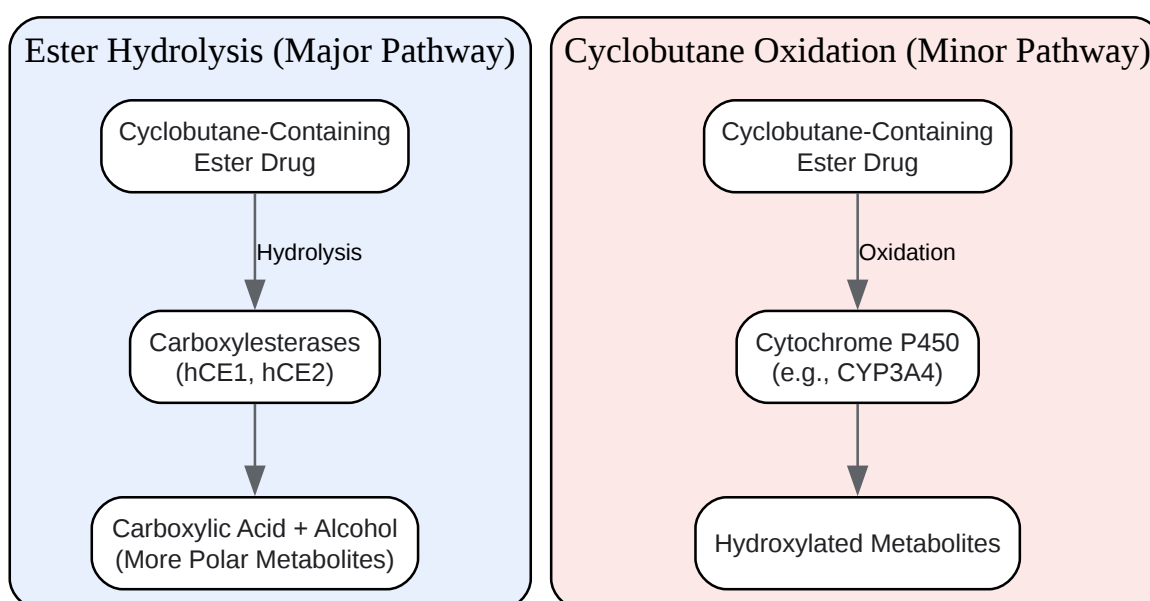 Ester Hydrolysis (Major Pathway)
Cyclobutane-Containing
Ester Drug
Hydrolysis
Carboxylesterases
(hCE1, hCE2)
Carboxylic Acid + Alcohol
(More Polar Metabolites)
Cyclobutane Oxidation (Minor Pathway)
Cyclobutane-Containing
Ester Drug
Oxidation
Cytochrome P450
(e.g., CYP3A4)
Hydroxylated Metabolites